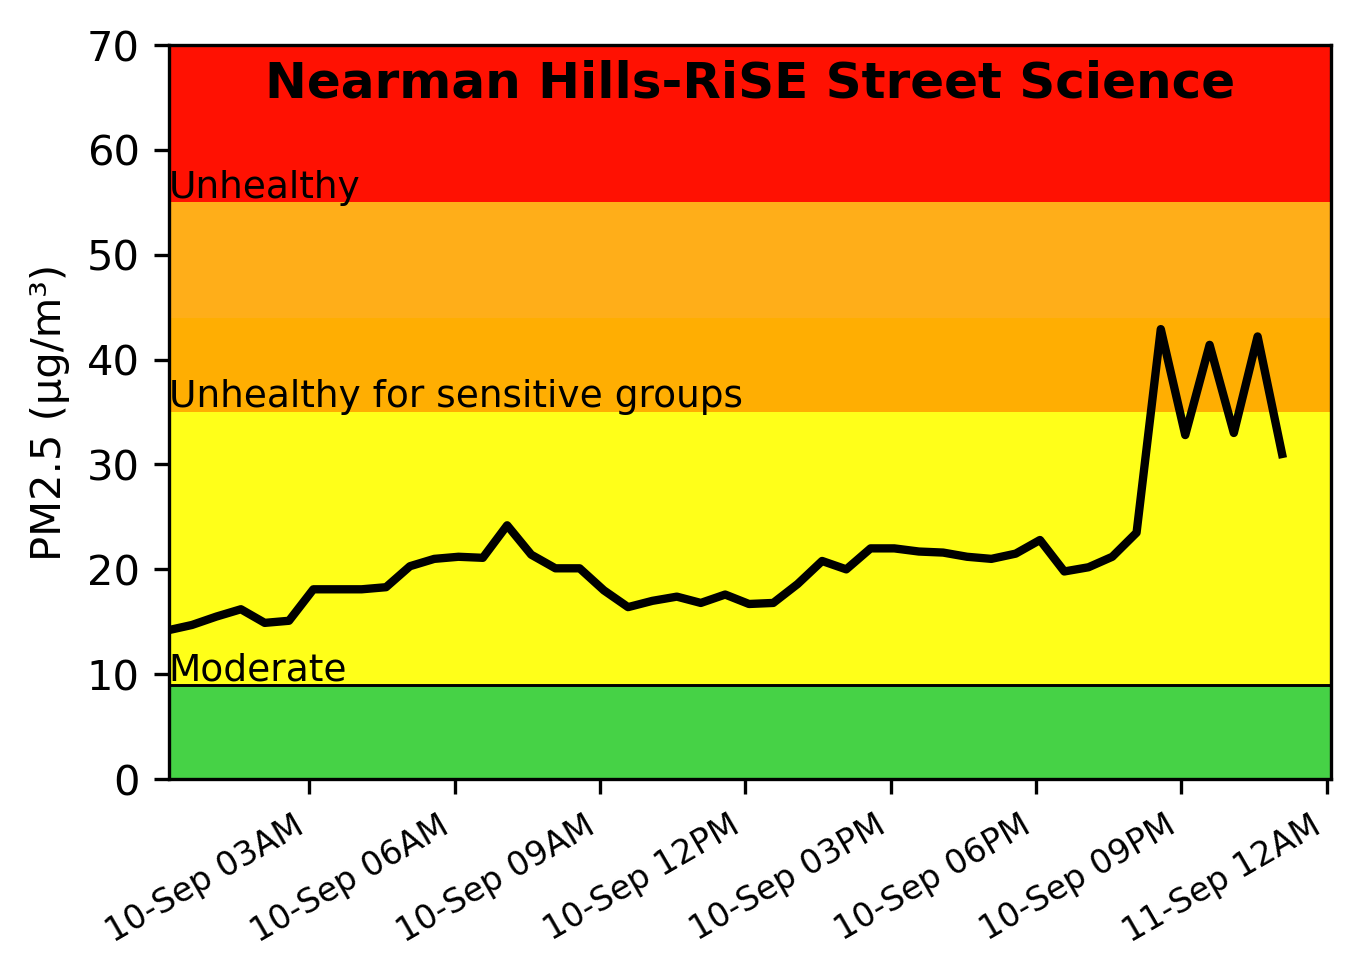 70
Nearman Hills-RiSE Street Science
60
Unhealthy
50
40
Unhealthy for sensitive groups
30
20
10
Moderate
0
PM2.5 (µg/m³)
10-Sep 03AM
10-Sep 06AM
10-Sep 09AM
10-Sep 12PM
10-Sep 03PM
10-Sep 06PM
10-Sep 09PM
11-Sep 12AM